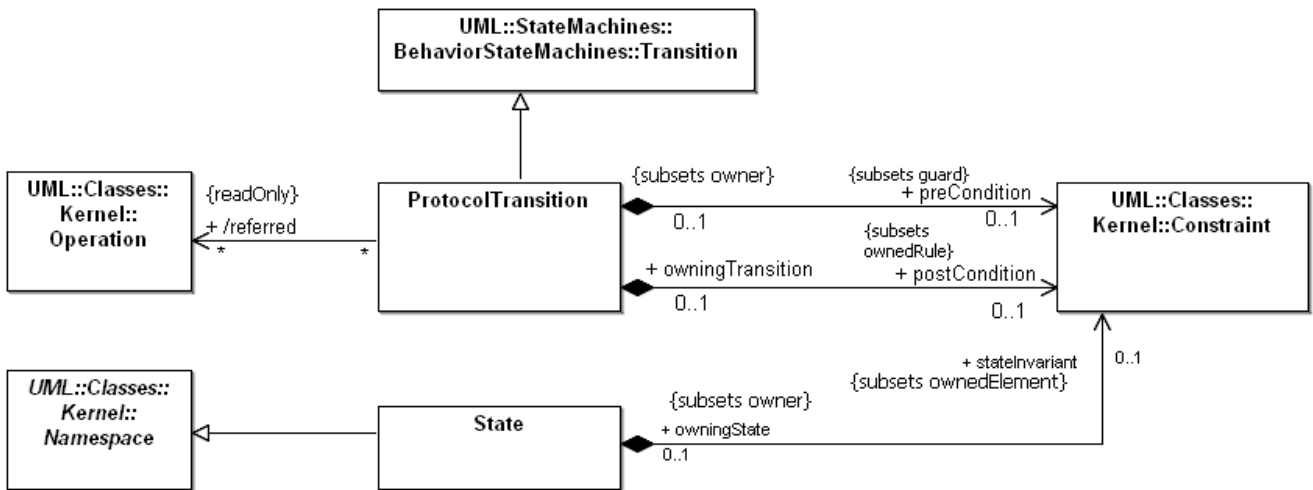 UML::StateMachines::
BehaviorStateMachines::Transition
UML::Classes::
Kernel::
Operation
{readOnly}
+ /referred
*
*
ProtocolTransition
{subsets owner}
0..1
{subsets guard}
+ preCondition
0..1
+ owningTransition
0..1
{subsets
ownedRule}
+ postCondition
0..1
UML::Classes::
Kernel::Constraint
UML::Classes::
Kernel::
Namespace
State
{subsets owner}
+ owningState
0..1
+ stateInvariant
0..1
{subsets ownedElement}